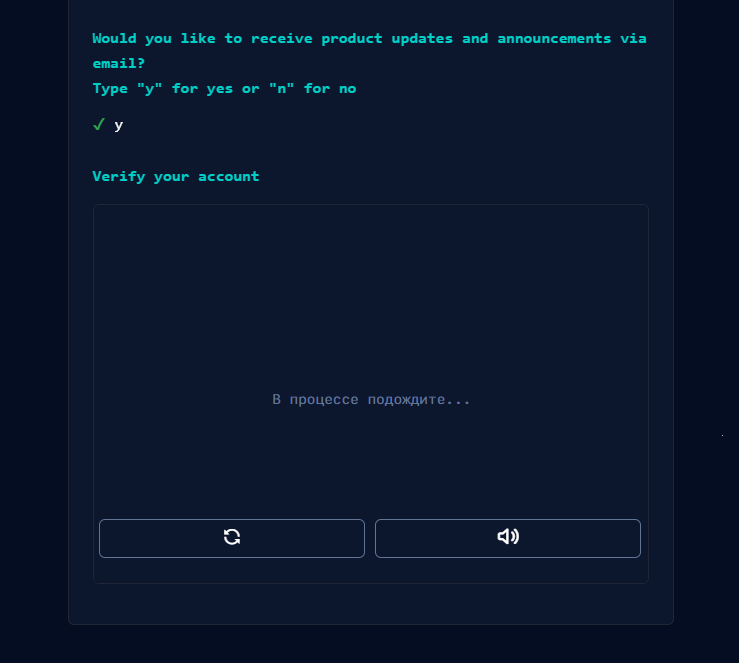 Would you like to receive product updates and announcements via
email?
Type "y" for yes or "n" for no
✓ y
Verify your account
В процессе подождите...